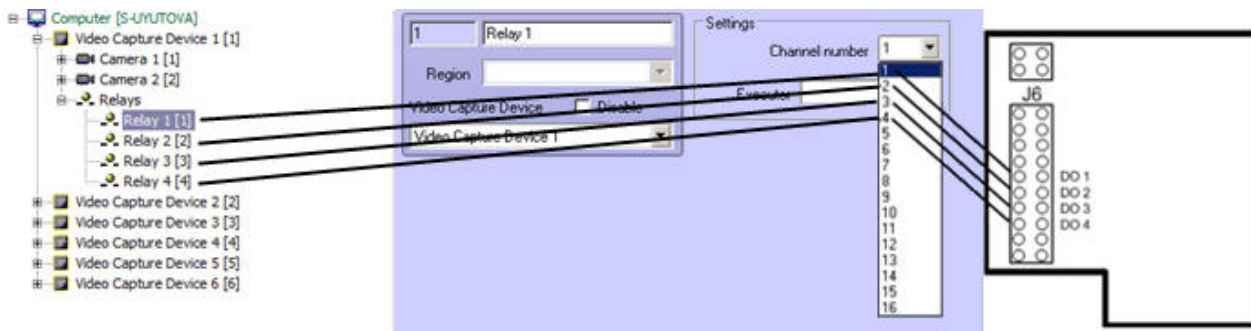 Computer [S-UYUTOVA]
Video Capture Device 1 [1]
Camera 1 [1]
Camera 2 [2]
Relays
Relay 1 [1]
Relay 2 [2]
Relay 3 [3]
Relay 4 [4]
Video Capture Device 2 [2]
Video Capture Device 3 [3]
Video Capture Device 4 [4]
Video Capture Device 5 [5]
Video Capture Device 6 [6]
1 Relay 1
Region
Video Capture Device Disable
Video Capture Device 1
Settings
Channel number 1
Executer
1
2
3
4
5
6
7
8
9
10
11
12
13
14
15
16
J6
DO 1
DO 2
DO 3
DO 4